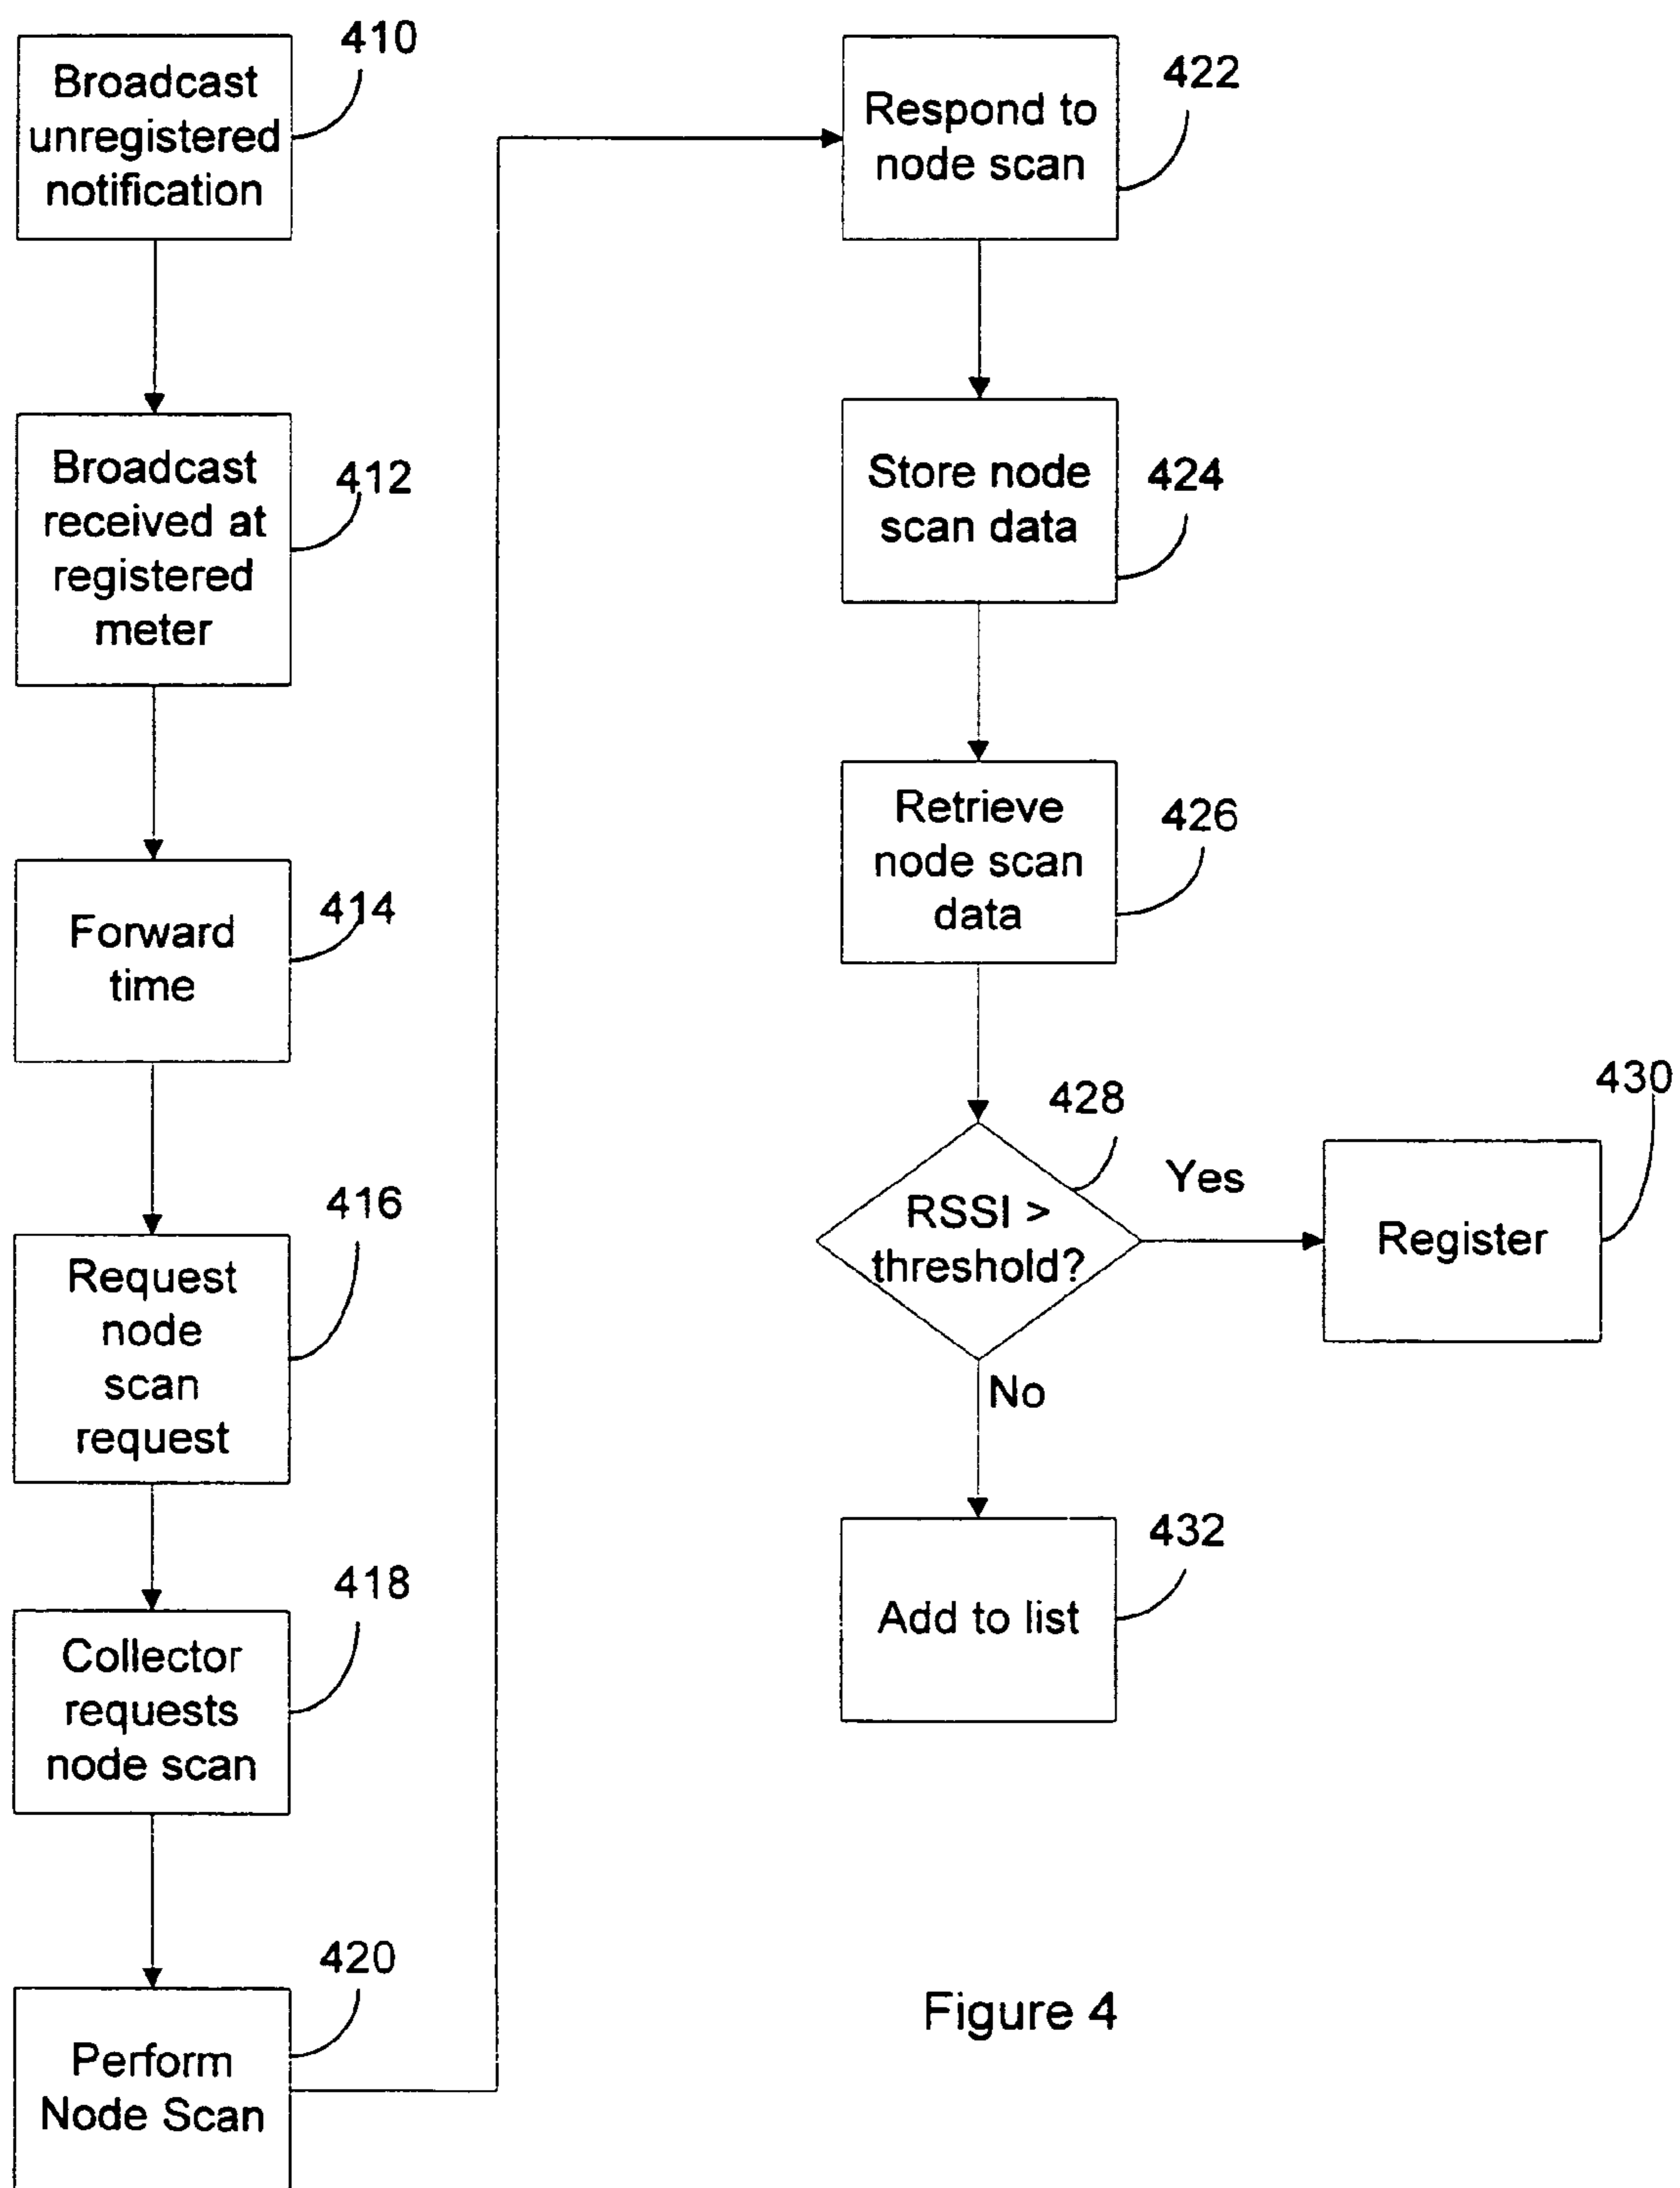 410
Broadcast
unregistered
notification
412
Broadcast
received at
registered
meter
414
Forward
time
416
Request
node
scan
request
418
Collector
requests
node scan
420
Perform
Node Scan
422
Respond to
node scan
424
Store node
scan data
426
Retrieve
node scan
data
428
RSSI >
threshold?
Yes
430
Register
No
432
Add to list
Figure 4